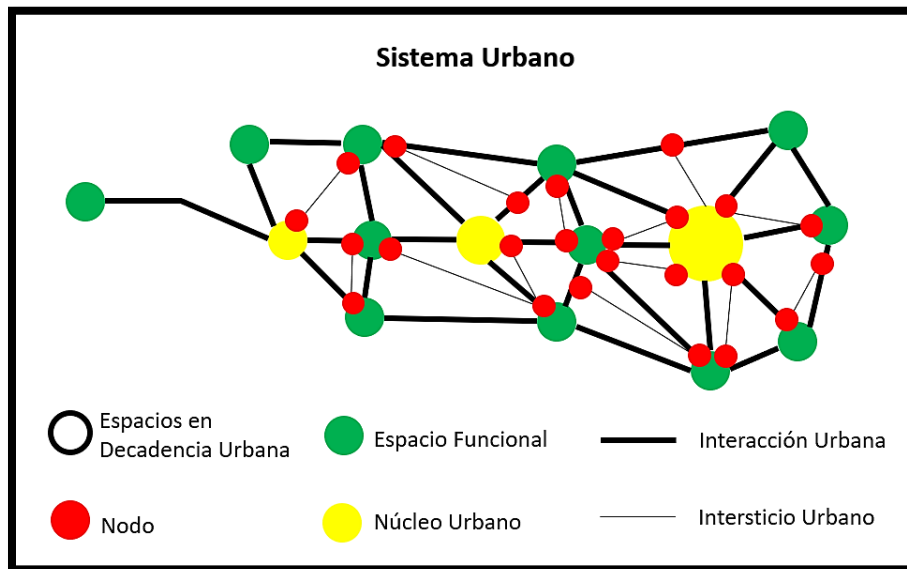 Sistema Urbano
Espacios en
Decadencia Urbana
Espacio Funcional
Interacción Urbana
Nodo
Núcleo Urbano
Intersticio Urbano